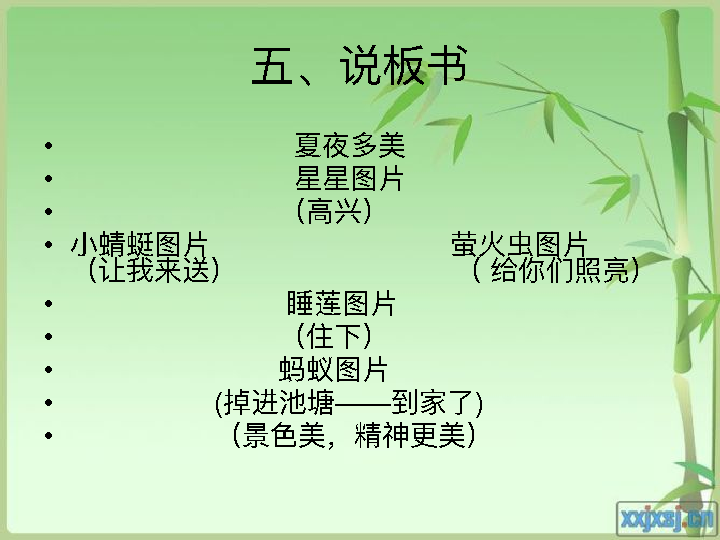 五、说板书
• 夏夜多美
• 星星图片
• （高兴）
• 小蜻蜓图片 萤火虫图片
（让我来送） （ 给你们照亮）
• 睡莲图片
• （住下）
• 蚂蚁图片
• (掉进池塘——到家了)
• （景色美，精神更美）
xxjxsj.cn